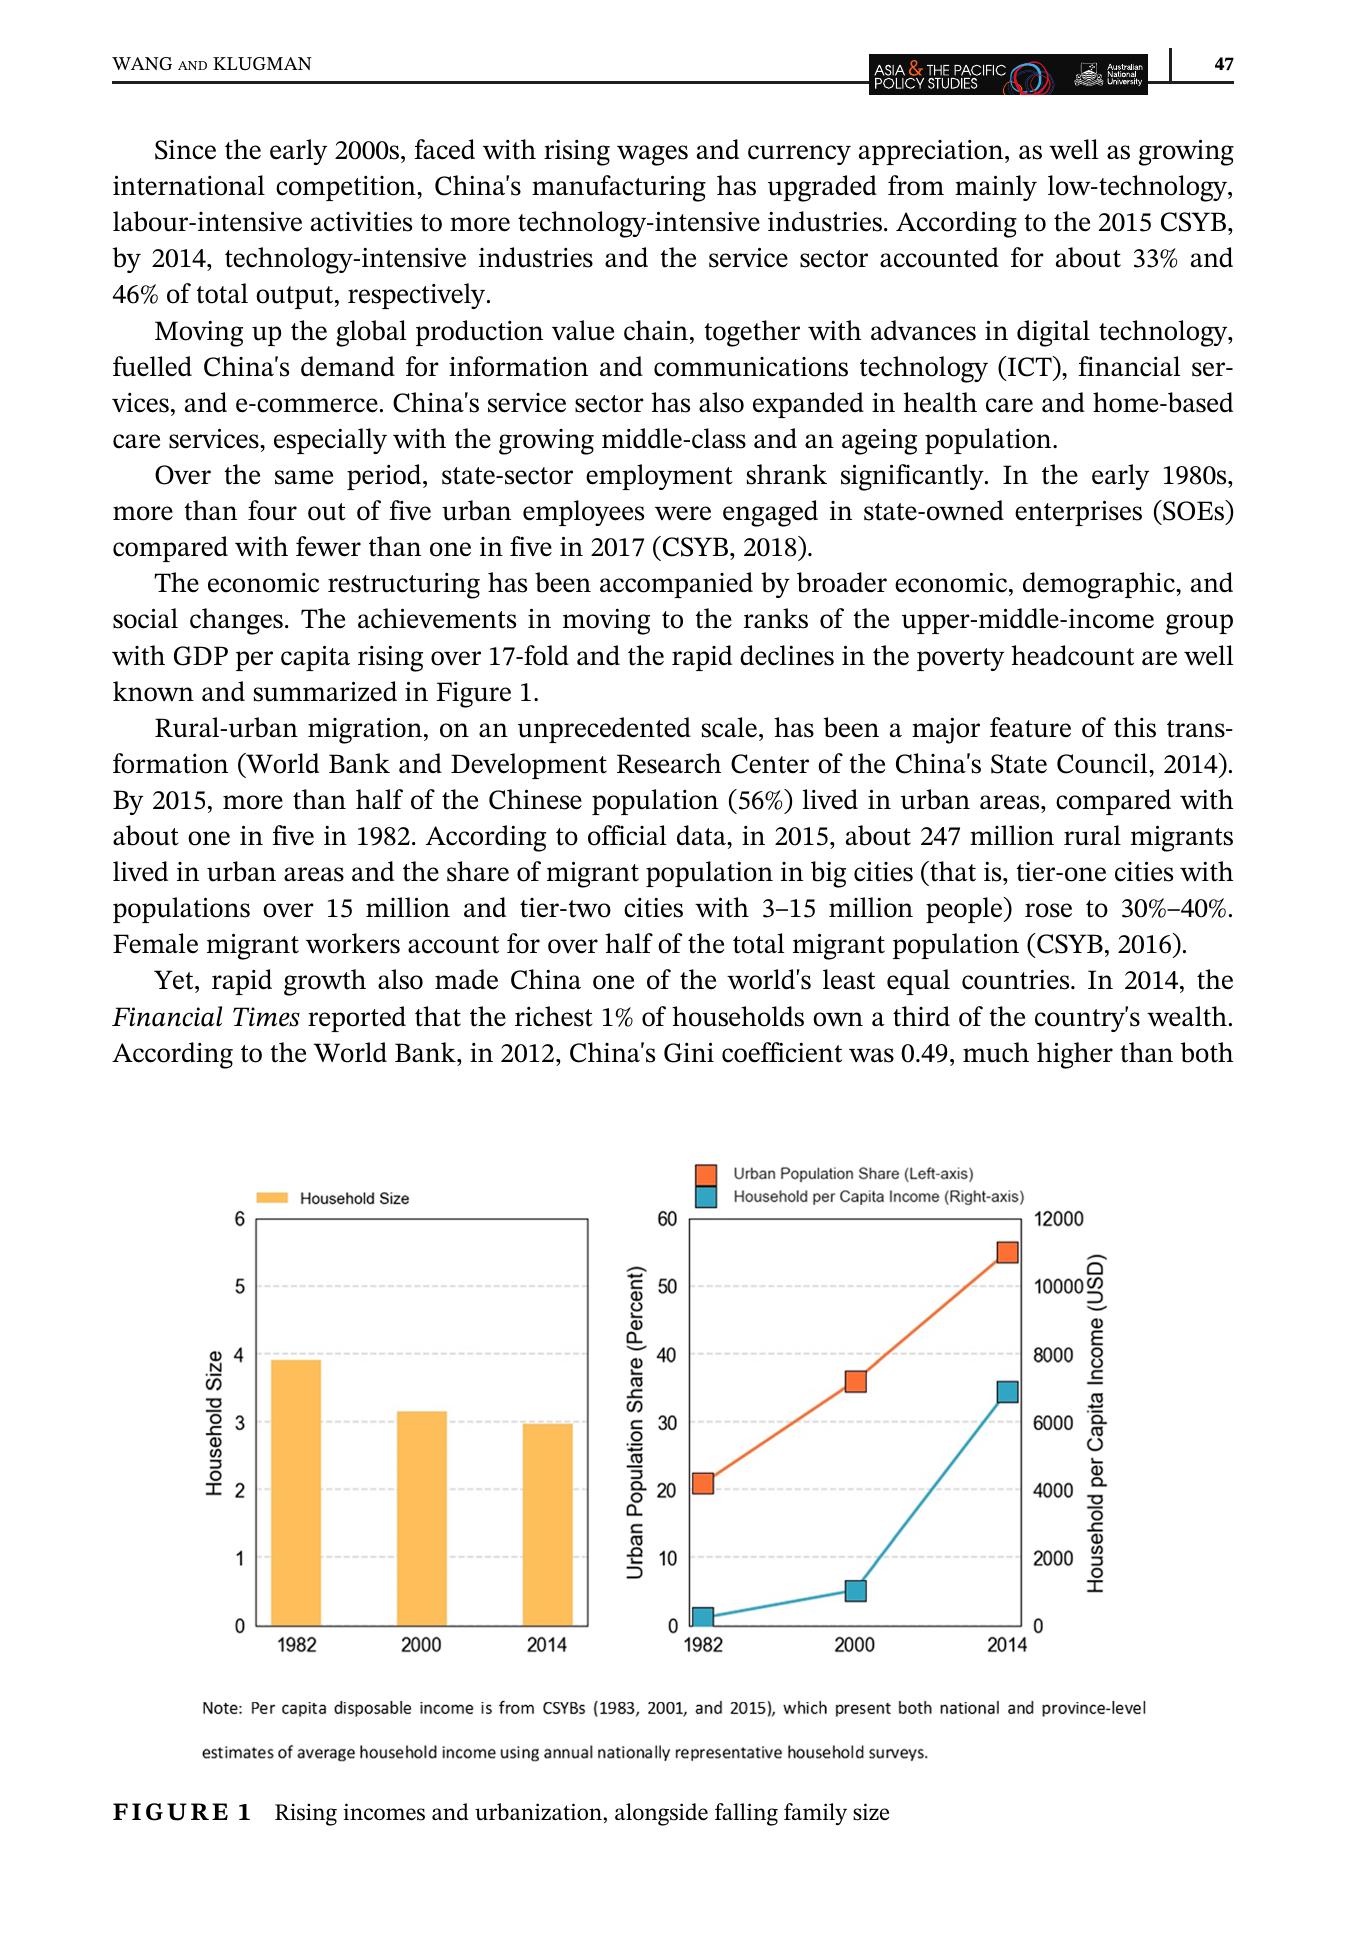 WANG AND KLUGMAN
ASIA & THE PACIFIC
POLICY STUDIES
Australian
National
University
47
Since the early 2000s, faced with rising wages and currency appreciation, as well as growing
international competition, China's manufacturing has upgraded from mainly low-technology,
labour-intensive activities to more technology-intensive industries. According to the 2015 CSYB,
by 2014, technology-intensive industries and the service sector accounted for about 33% and
46% of total output, respectively.
Moving up the global production value chain, together with advances in digital technology,
fuelled China's demand for information and communications technology (ICT), financial ser-
vices, and e-commerce. China's service sector has also expanded in health care and home-based
care services, especially with the growing middle-class and an ageing population.
Over the same period, state-sector employment shrank significantly. In the early 1980s,
more than four out of five urban employees were engaged in state-owned enterprises (SOEs)
compared with fewer than one in five in 2017 (CSYB, 2018).
The economic restructuring has been accompanied by broader economic, demographic, and
social changes. The achievements in moving to the ranks of the upper-middle-income group
with GDP per capita rising over 17-fold and the rapid declines in the poverty headcount are well
known and summarized in Figure 1.
Rural-urban migration, on an unprecedented scale, has been a major feature of this trans-
formation (World Bank and Development Research Center of the China's State Council, 2014).
By 2015, more than half of the Chinese population (56%) lived in urban areas, compared with
about one in five in 1982. According to official data, in 2015, about 247 million rural migrants
lived in urban areas and the share of migrant population in big cities (that is, tier-one cities with
populations over 15 million and tier-two cities with 3–15 million people) rose to 30%–40%.
Female migrant workers account for over half of the total migrant population (CSYB, 2016).
Yet, rapid growth also made China one of the world's least equal countries. In 2014, the
Financial Times reported that the richest 1% of households own a third of the country's wealth.
According to the World Bank, in 2012, China's Gini coefficient was 0.49, much higher than both
Household Size
6
5
4
3
2
1
0
Household Size
1982
2000
2014
Urban Population Share (Left-axis)
Household per Capita Income (Right-axis)
60
50
40
30
20
10
0
Urban Population Share (Percent)
12000
10000
8000
6000
4000
2000
0
Household per Capita Income (USD)
1982
2000
2014
Note: Per capita disposable income is from CSYBs (1983, 2001, and 2015), which present both national and province-level
estimates of average household income using annual nationally representative household surveys.
FIGURE 1 Rising incomes and urbanization, alongside falling family size